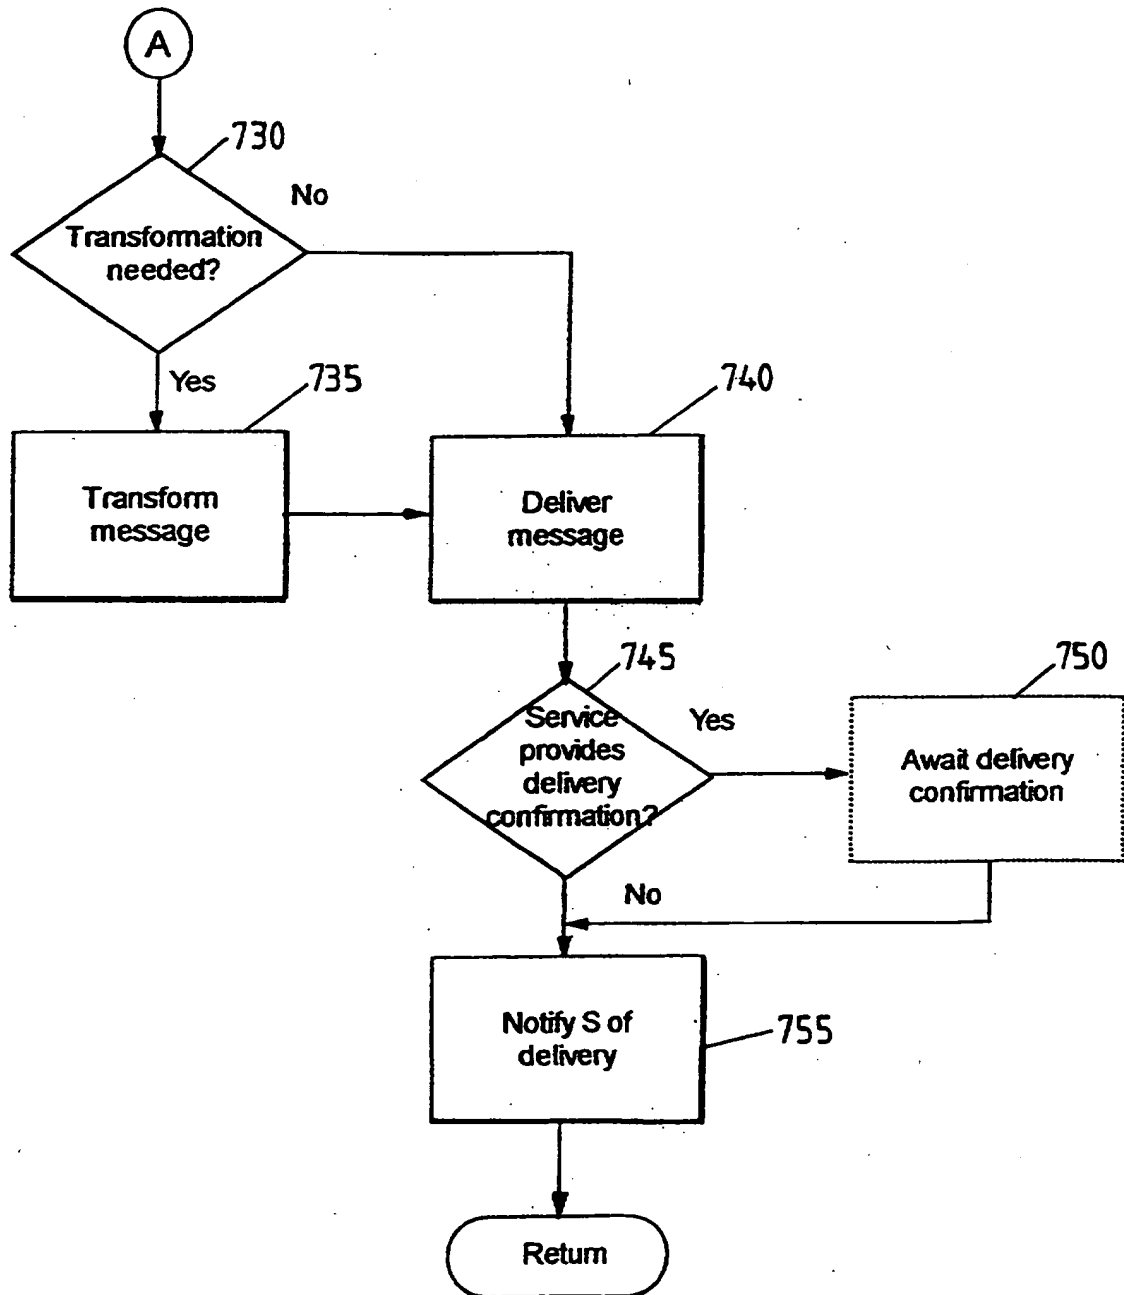 A
730
No
Transformation
needed?
Yes
735
740
Transform
message
Deliver
message
745
750
Service
provides
delivery
confirmation?
Yes
Await delivery
confirmation
No
Notify S of
delivery
755
Return